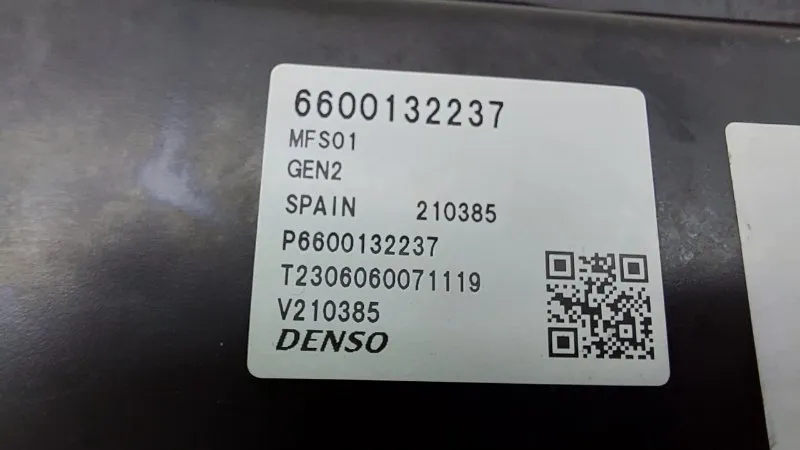 6600132237
MFS01
GEN2
SPAIN 210385
P6600132237
T2306060071119
V210385
DENSO